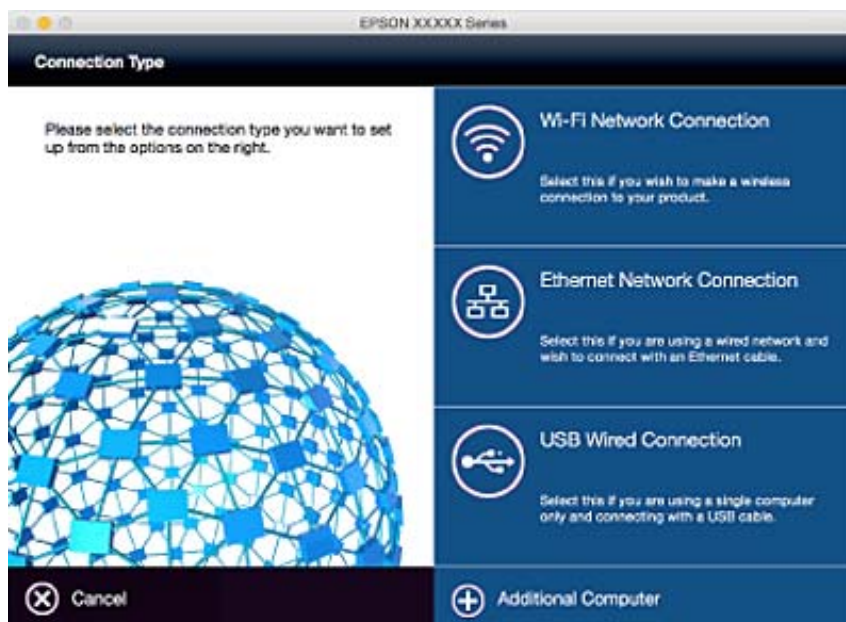 EPSON XXXXX Series
Connection Type
Please select the connection type you want to set
up from the options on the right.
Wi-Fi Network Connection
Select this if you wish to make a wireless
connection to your product.
Ethernet Network Connection
Select this if you are using a wired network and
wish to connect with an Ethernet cable.
USB Wired Connection
Select this if you are using a single computer
only and connecting with a USB cable.
Cancel
Additional Computer